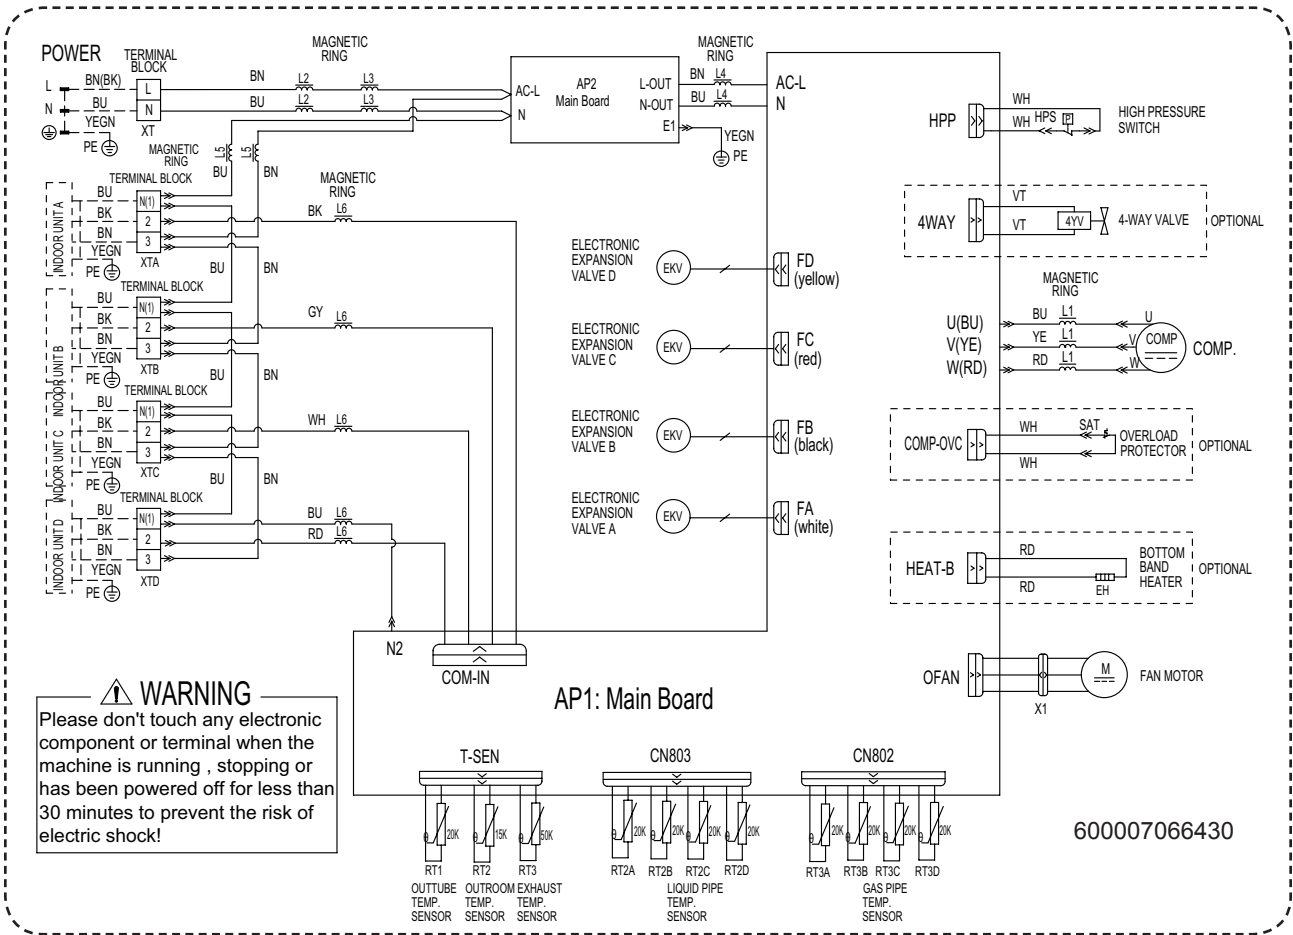 POWER
TERMINAL
BLOCK
MAGNETIC
RING
MAGNETIC
RING
L
BN(BK)
L
BN
L2
L3
AC-L
AP2
Main Board
L-OUT
BN
L4
AC-L
N
BU
N
BU
L2
L3
N
N-OUT
BU
L4
N
YEGN
XT
E1
YEGN
PE
PE
MAGNETIC
RING
L5
L5
BU
BN
HPP
WH
WH
HPS
P
HIGH PRESSURE
SWITCH
TERMINAL BLOCK
INDOOR UNIT A
BU
N(1)
BK
2
BN
3
YEGN
PE
XTA
BU
BN
MAGNETIC
RING
BK
L6
4WAY
VT
VT
4YV
4-WAY VALVE
OPTIONAL
ELECTRONIC
EXPANSION
VALVE D
EKV
FD
(yellow)
TERMINAL BLOCK
INDOOR UNIT B
BU
N(1)
BK
2
BN
3
YEGN
PE
XTB
BU
BN
GY
L6
ELECTRONIC
EXPANSION
VALVE C
EKV
FC
(red)
MAGNETIC
RING
U(BU)
BU
L1
U
V(YE)
YE
L1
V
W(RD)
RD
L1
W
COMP
COMP.
TERMINAL BLOCK
INDOOR UNIT C
BU
N(1)
BK
2
BN
3
YEGN
PE
XTC
BU
BN
WH
L6
ELECTRONIC
EXPANSION
VALVE B
EKV
FB
(black)
COMP-OVC
WH
SAT
WH
OVERLOAD
PROTECTOR
OPTIONAL
TERMINAL BLOCK
INDOOR UNIT D
BU
N(1)
BK
2
BN
3
YEGN
PE
XTD
BU
L6
RD
L6
ELECTRONIC
EXPANSION
VALVE A
EKV
FA
(white)
HEAT-B
RD
RD
EH
BOTTOM
BAND
HEATER
OPTIONAL
N2
COM-IN
AP1: Main Board
OFAN
X1
M
FAN MOTOR
WARNING
Please don't touch any electronic
component or terminal when the
machine is running , stopping or
has been powered off for less than
30 minutes to prevent the risk of
electric shock!
T-SEN
CN803
CN802
θ
20K
θ
15K
θ
50K
θ
20K
θ
20K
θ
20K
θ
20K
θ
20K
θ
20K
θ
20K
θ
20K
RT1
RT2
RT3
RT2A
RT2B
RT2C
RT2D
RT3A
RT3B
RT3C
RT3D
OUTTUBE
TEMP.
SENSOR
OUTROOM
TEMP.
SENSOR
EXHAUST
TEMP.
SENSOR
LIQUID PIPE
TEMP.
SENSOR
GAS PIPE
TEMP.
SENSOR
600007066430